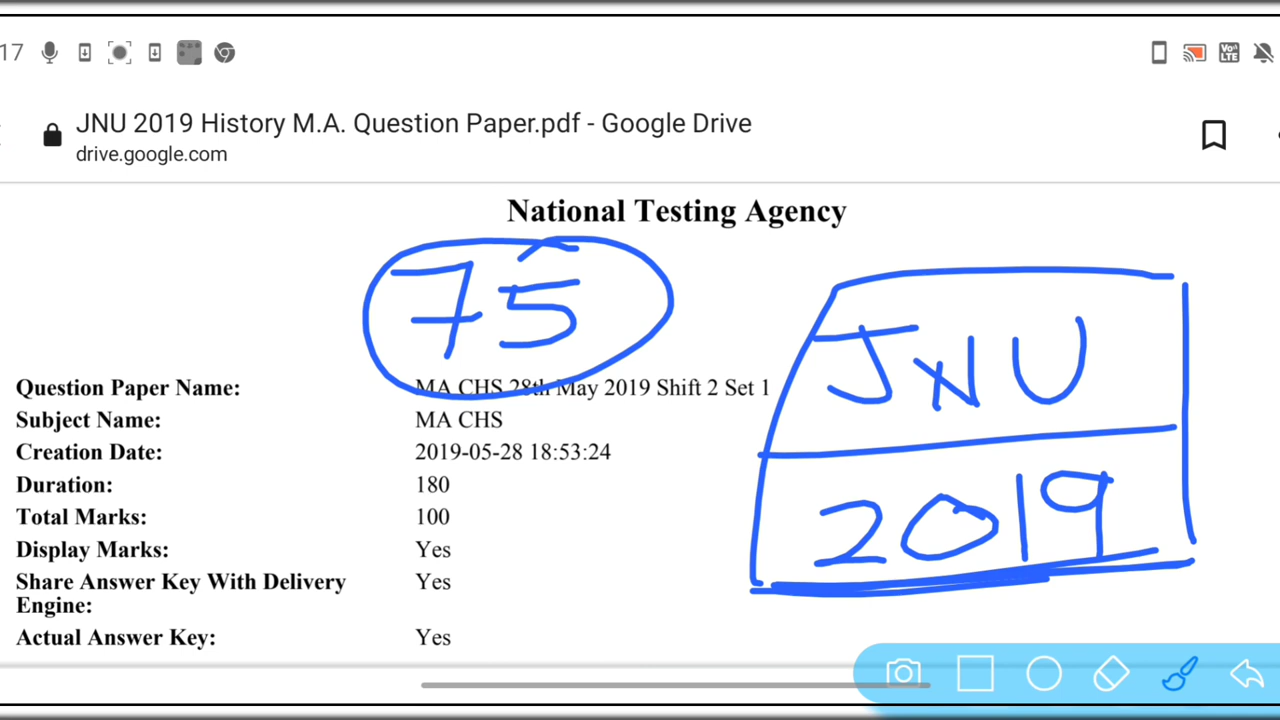 17
Vo)) LTE
JNU 2019 History M.A. Question Paper.pdf - Google Drive
drive.google.com
National Testing Agency
75
JNU
2019
Question Paper Name: MA CHS 28th May 2019 Shift 2 Set 1
Subject Name: MA CHS
Creation Date: 2019-05-28 18:53:24
Duration: 180
Total Marks: 100
Display Marks: Yes
Share Answer Key With Delivery Yes
Engine:
Actual Answer Key: Yes